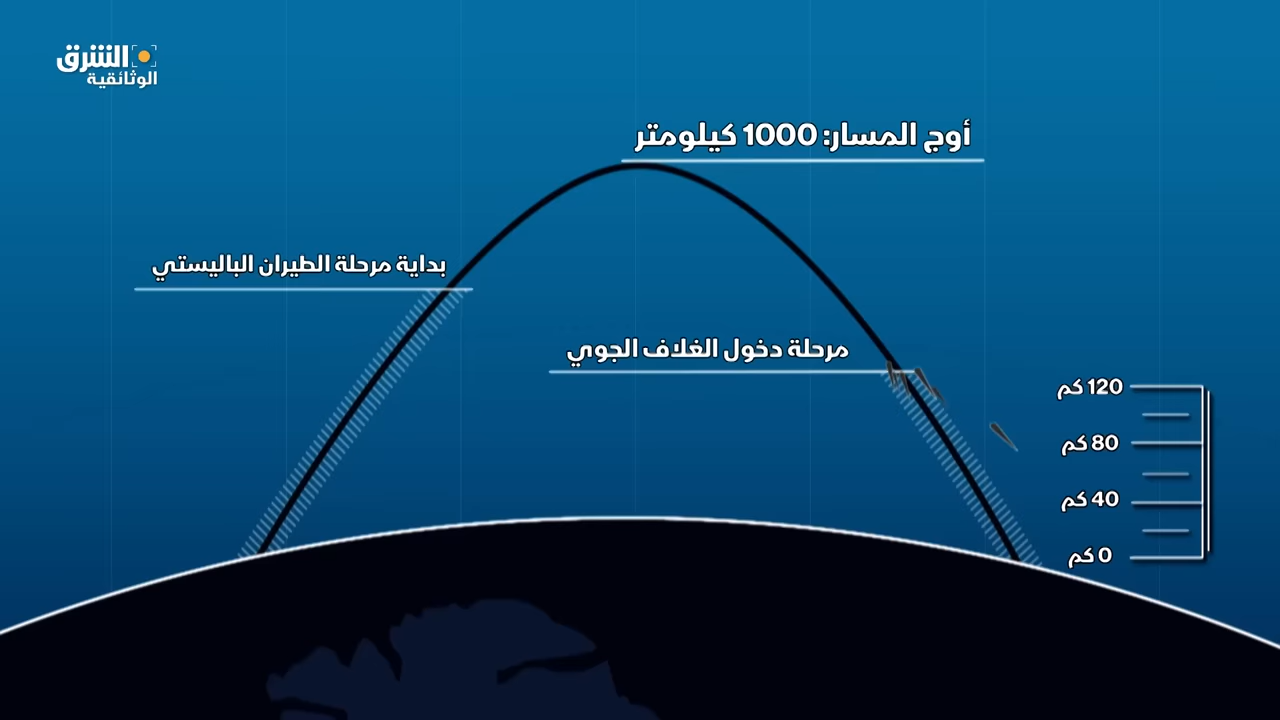 الشرق
الوثائقية
أوج المسار: 1000 كيلومتر
بداية مرحلة الطيران الباليستي
مرحلة دخول الغلاف الجوي
120 كم
80 كم
40 كم
0 كم